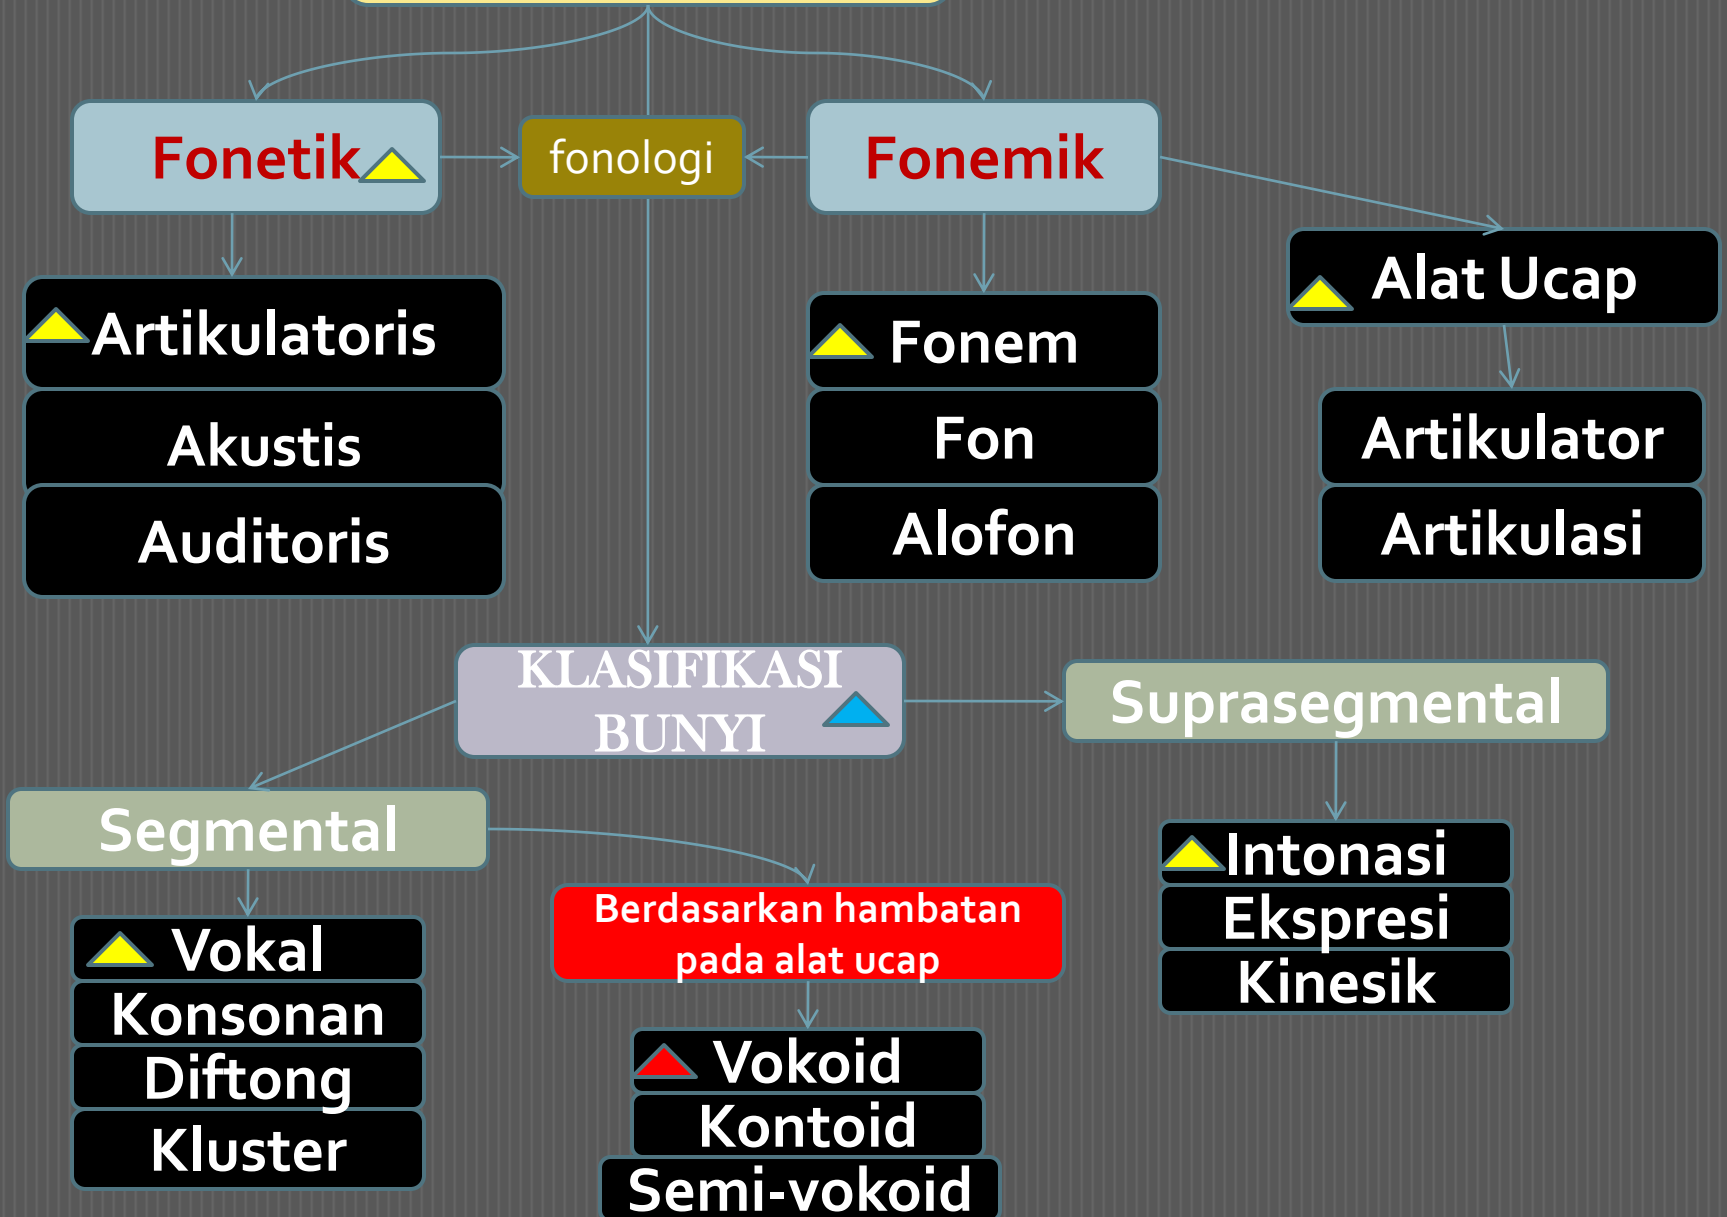 Fonetik
fonologi
Fonemik
Alat Ucap
Artikulatoris
Akustis
Auditoris
Fonem
Fon
Alofon
Artikulator
Artikulasi
KLASIFIKASI
BUNYI
Suprasegmental
Segmental
Vokal
Konsonan
Diftong
Kluster
Berdasarkan hambatan
pada alat ucap
Vokoid
Kontoid
Semi-vokoid
Intonasi
Ekspresi
Kinesik